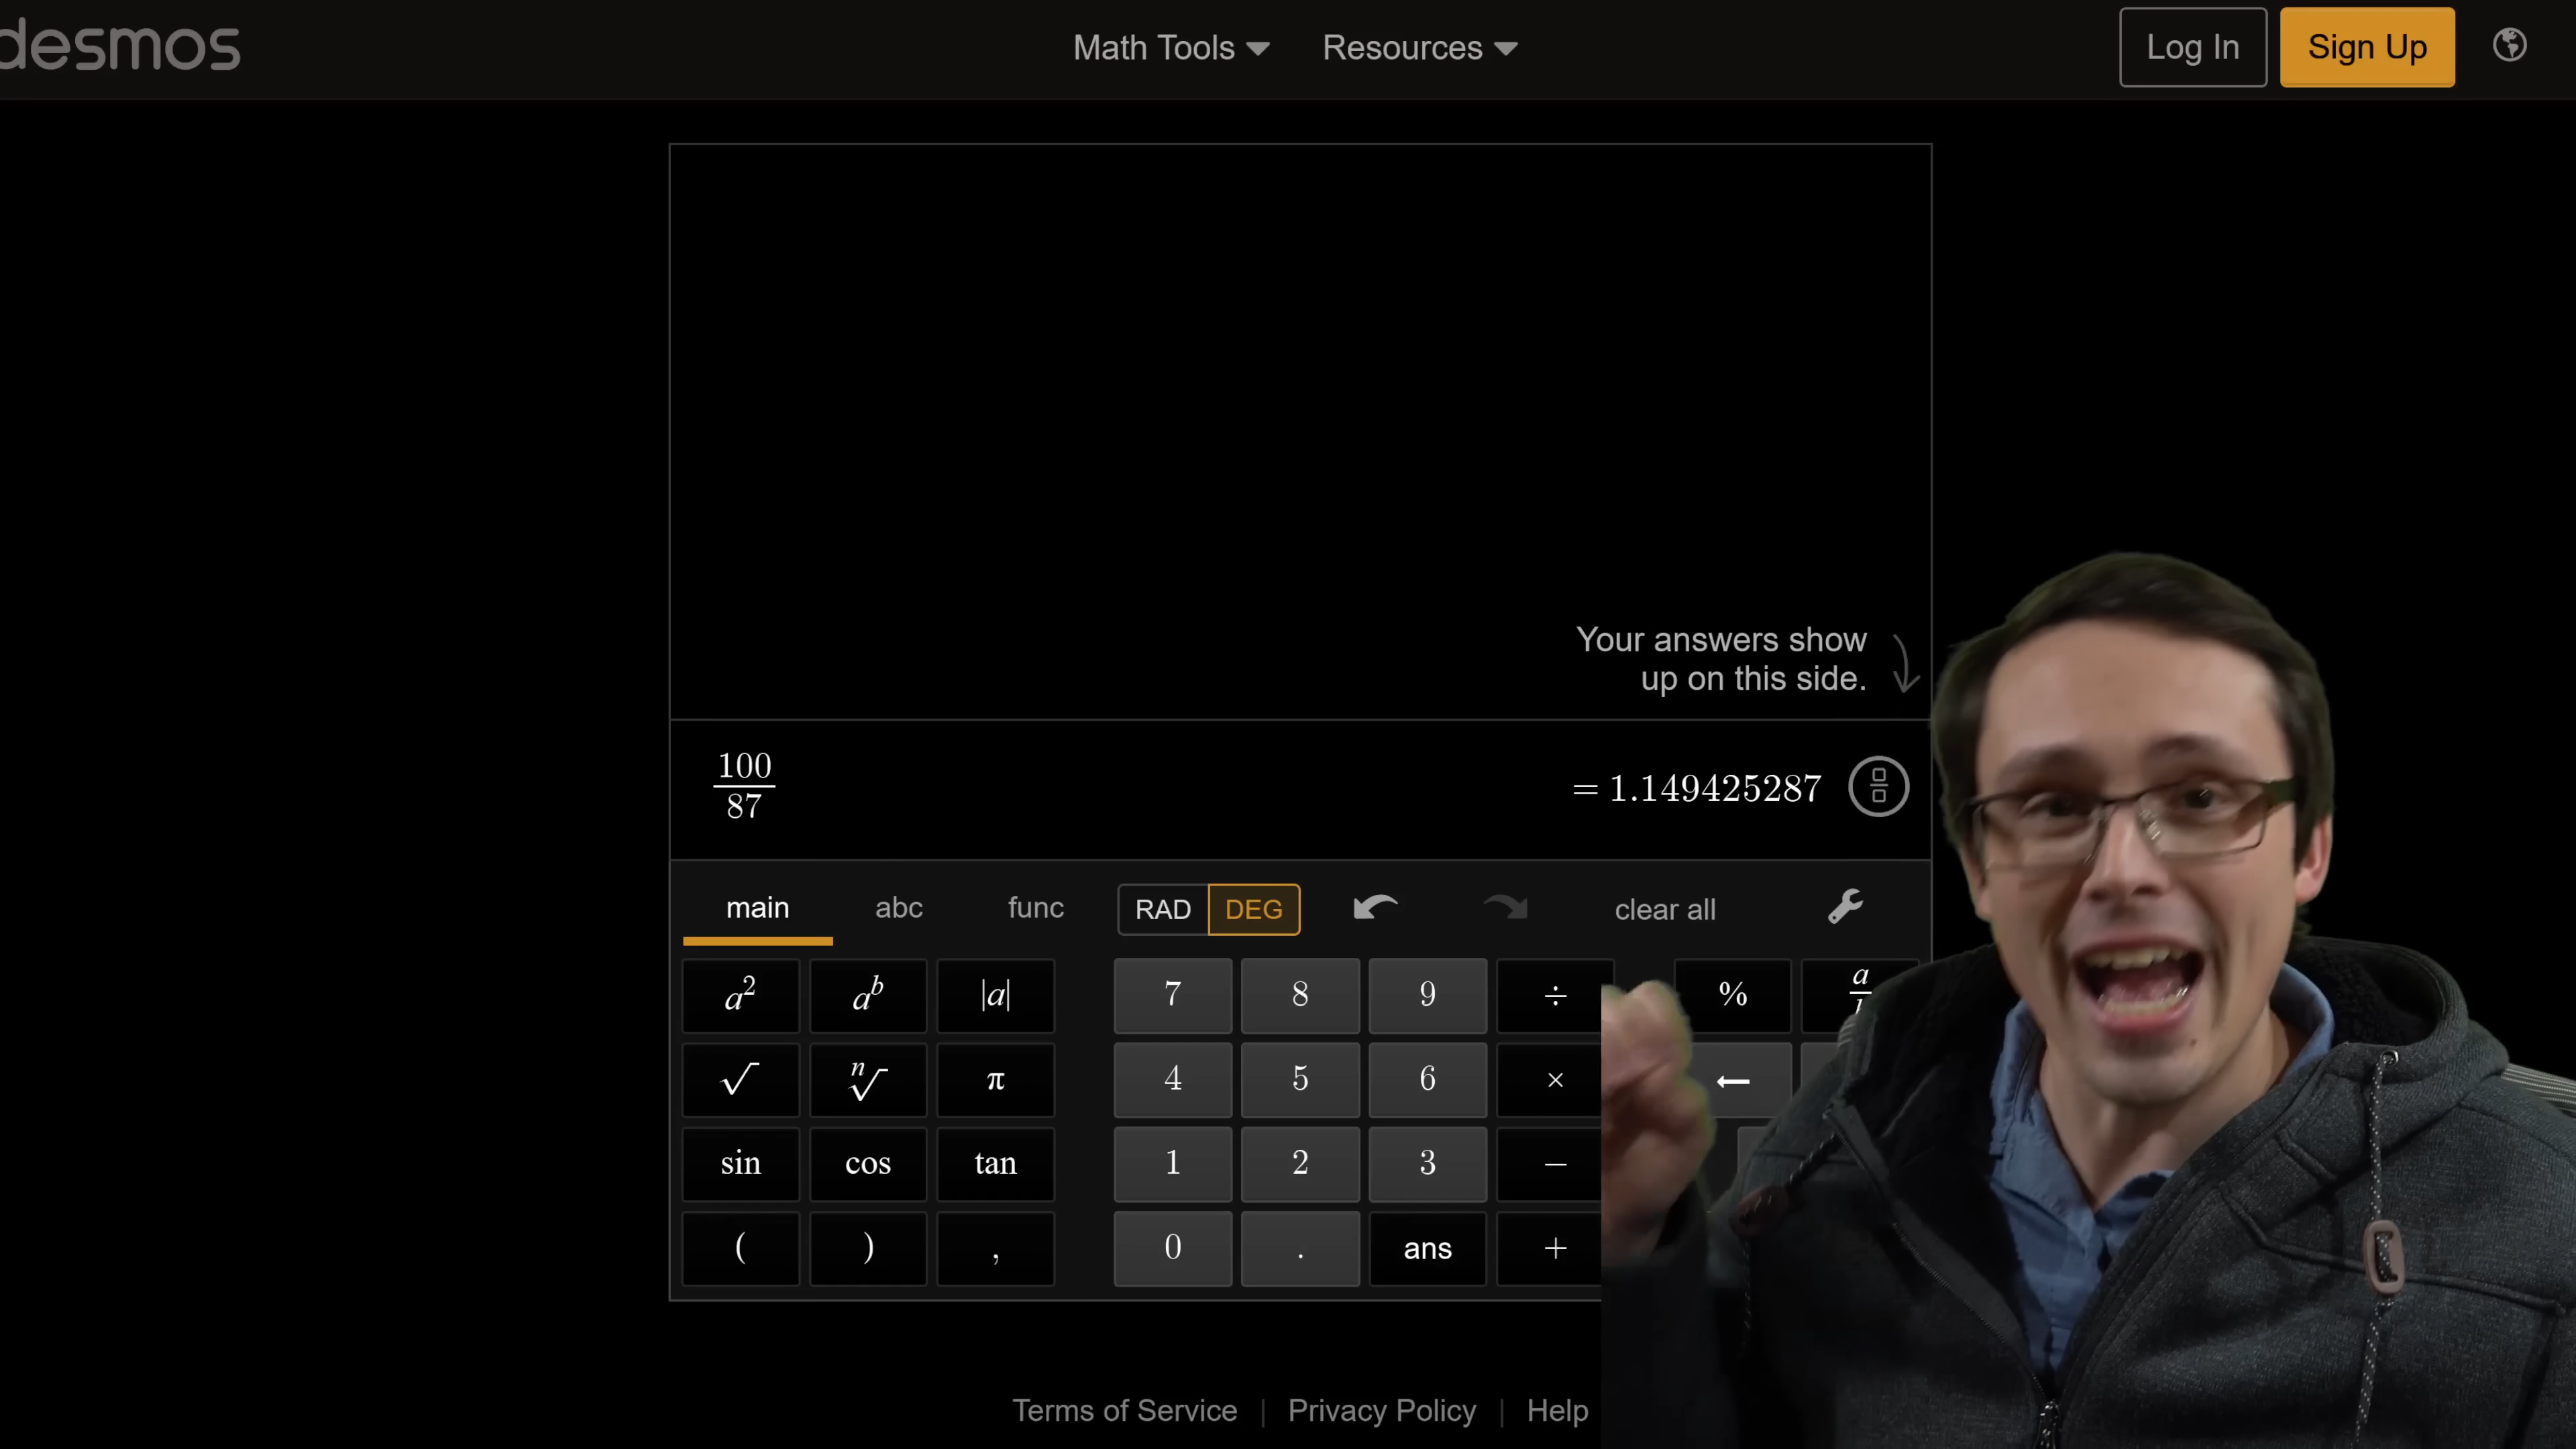 desmos
Math Tools
Resources
Log In
Sign Up
Your answers show
up on this side.
100
87
= 1.149425287
main abc func RAD DEG clear all
a² aᵇ |a| 7 8 9 ÷ % a
√ ⁿ√ π 4 5 6 × ←
sin cos tan 1 2 3 −
( ) , 0 . ans +
Terms of Service | Privacy Policy | Help